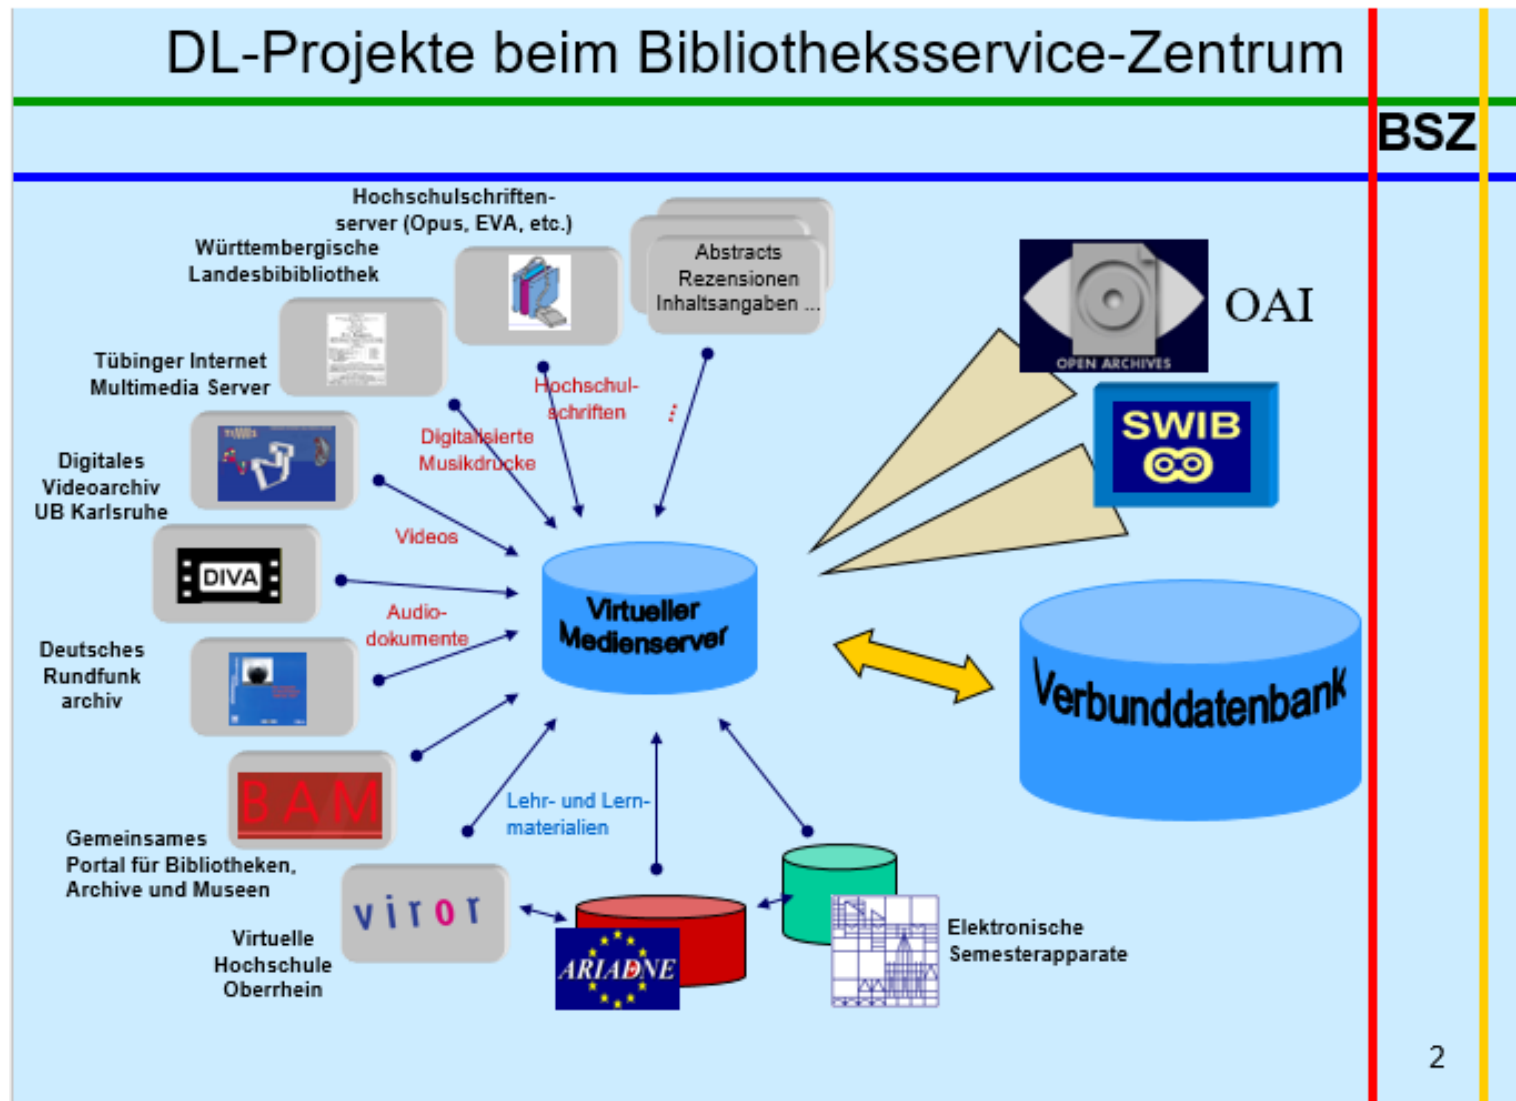 DL-Projekte beim Bibliotheksservice-Zentrum
BSZ
Hochschulschriften-
server (Opus, EVA, etc.)
Württembergische
Landesbibibliothek
Abstracts
Rezensionen
Inhaltsangaben ...
OAI
OPEN ARCHIVES
Tübinger Internet
Multimedia Server
Hochschul-
schriften
...
SWIB
Digitalisierte
Musikdrucke
Digitales
Videoarchiv
UB Karlsruhe
Videos
DIVA
Audio-
dokumente
Virtueller
Medienserver
Deutsches
Rundfunk
archiv
Verbunddatenbank
BAM
Lehr- und Lern-
materialien
Gemeinsames
Portal für Bibliotheken,
Archive und Museen
viror
Virtuelle
Hochschule
Oberrhein
ARIADNE
Elektronische
Semesterapparate
2